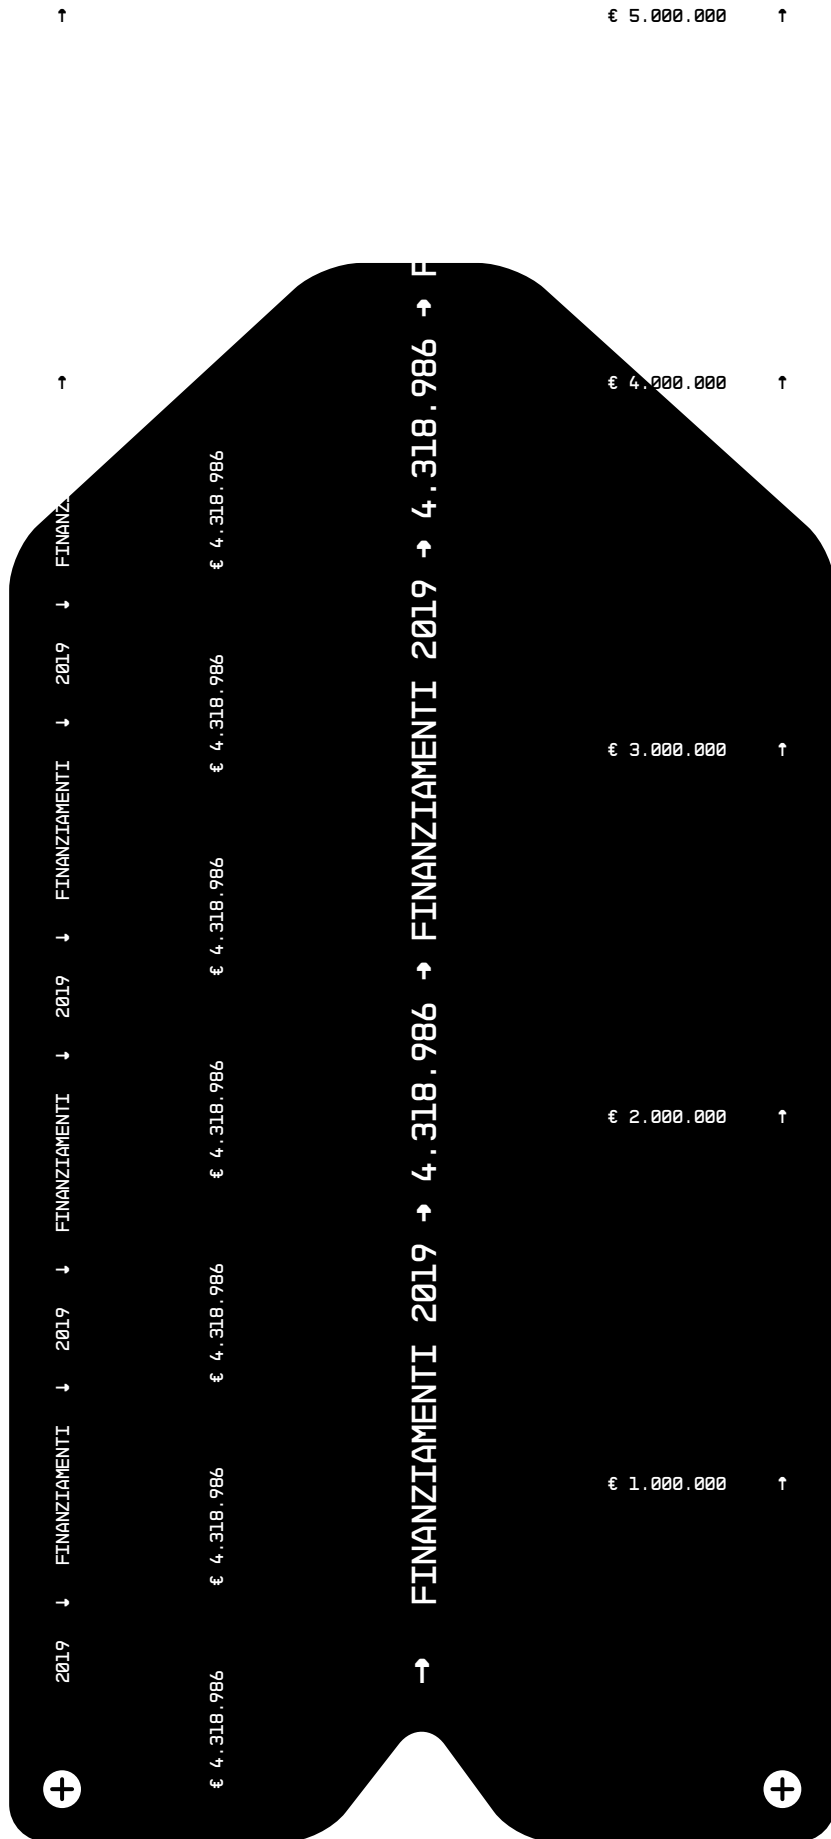 ↑ € 5.000.000 ↑
↑ € 4.000.000 ↑
€ 3.000.000 ↑
€ 2.000.000 ↑
€ 1.000.000 ↑
2019 → FINANZIAMENTI → 2019 → FINANZIAMENTI → 2019 → FINANZIAMENTI → 2019 → FINANZ
€ 4.318.986
€ 4.318.986
€ 4.318.986
€ 4.318.986
€ 4.318.986
€ 4.318.986
€ 4.318.986
→ FINANZIAMENTI 2019 → 4.318.986 → FINANZIAMENTI 2019 → 4.318.986 → F